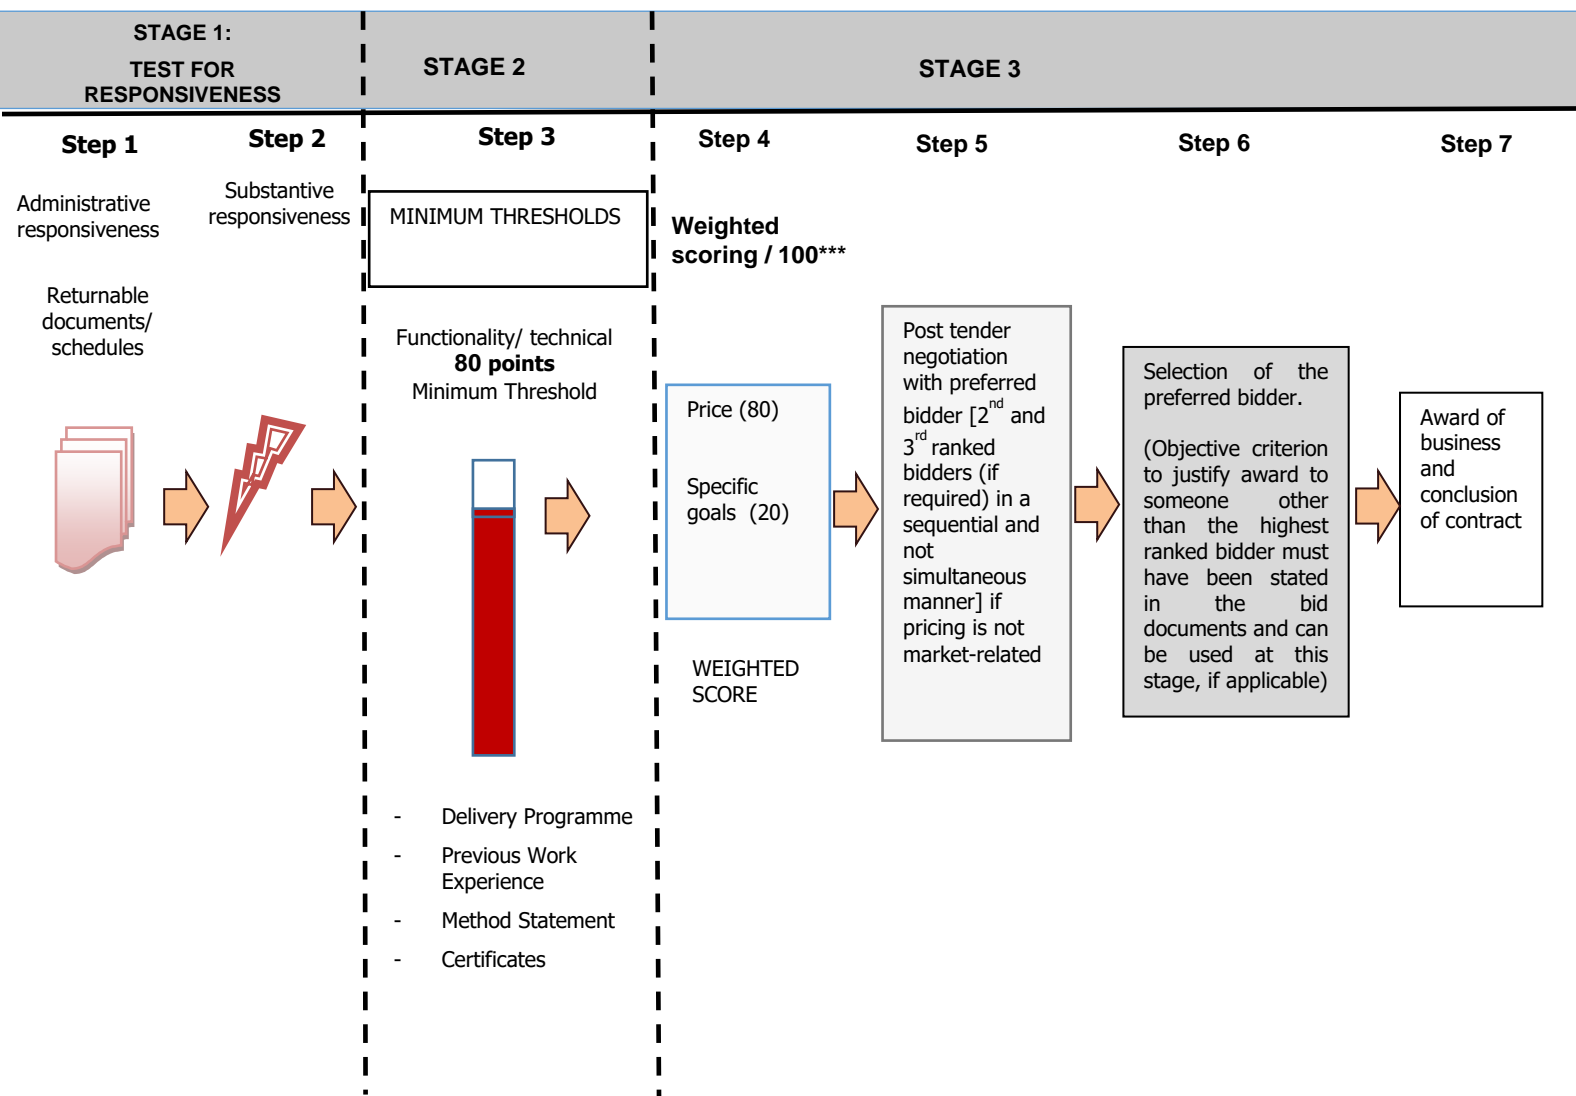 STAGE 1:
TEST FOR
RESPONSIVENESS
STAGE 2
STAGE 3
Step 1
Step 2
Step 3
Step 4
Step 5
Step 6
Step 7
Administrative
responsiveness
Returnable
documents/
schedules
Substantive
responsiveness
MINIMUM THRESHOLDS
Functionality/ technical
80 points
Minimum Threshold
- Delivery Programme
- Previous Work
Experience
- Method Statement
- Certificates
Weighted
scoring / 100***
Price (80)
Specific
goals (20)
WEIGHTED
SCORE
Post tender
negotiation
with preferred
bidder [2nd and
3rd ranked
bidders (if
required) in a
sequential and
not
simultaneous
manner] if
pricing is not
market-related
Selection of the
preferred bidder.
(Objective criterion
to justify award to
someone other
than the highest
ranked bidder must
have been stated
in the bid
documents and can
be used at this
stage, if applicable)
Award of
business
and
conclusion
of contract